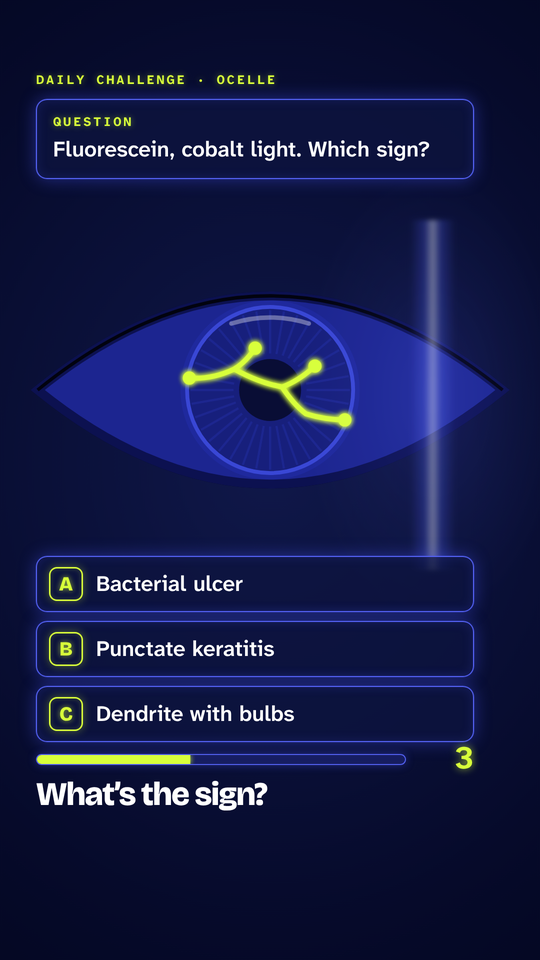 DAILY CHALLENGE · OCELLE
QUESTION
Fluorescein, cobalt light. Which sign?
A Bacterial ulcer
B Punctate keratitis
C Dendrite with bulbs
3
What's the sign?